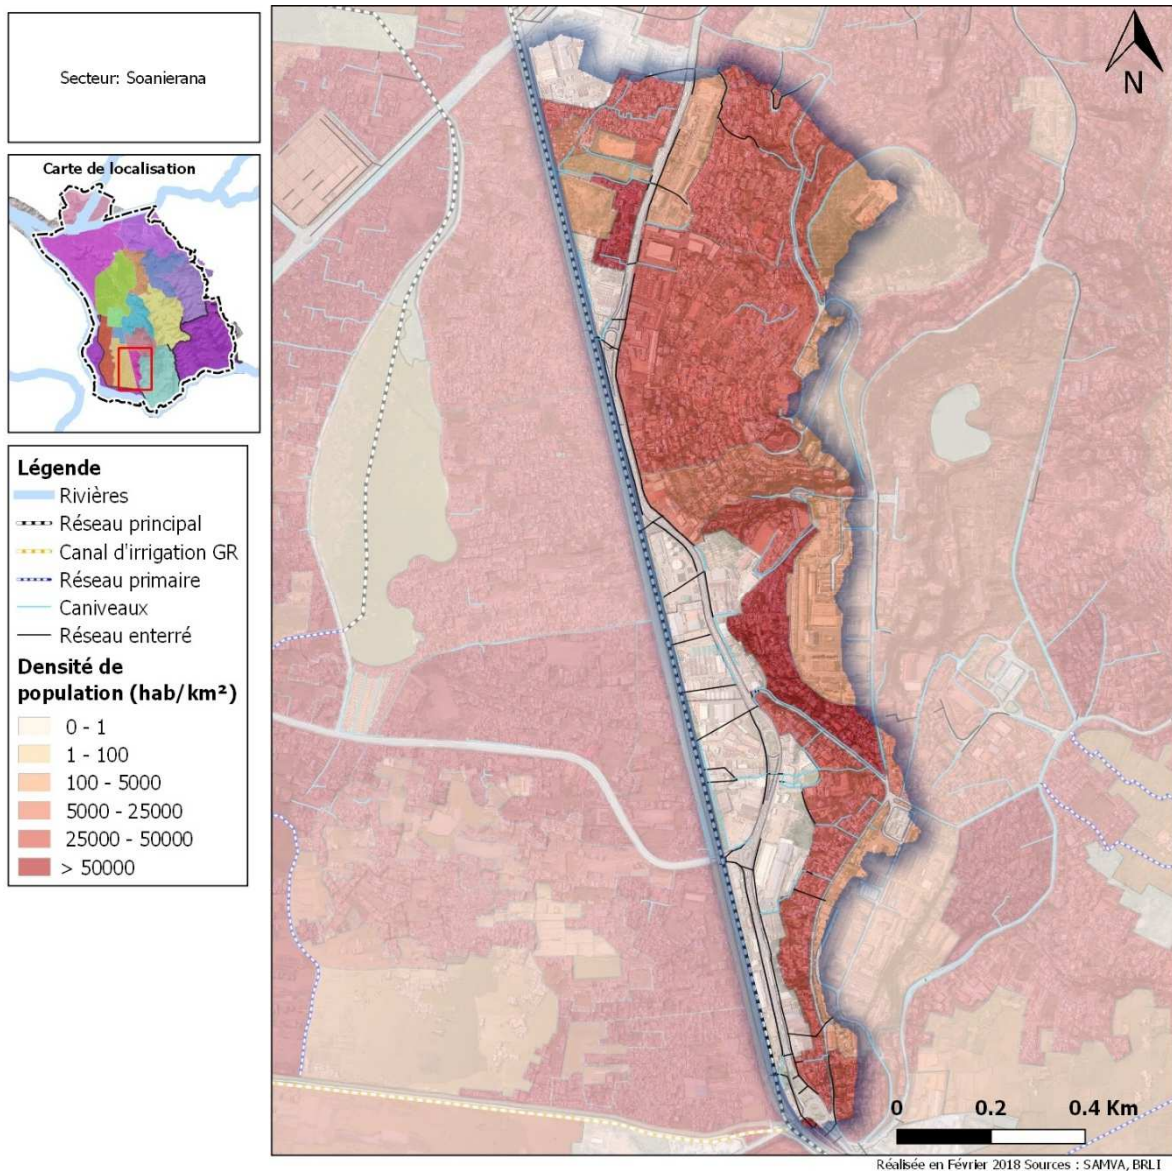 Secteur: Soanierana
Carte de localisation
N
Légende
Rivières
Réseau principal
Canal d'irrigation GR
Réseau primaire
Caniveaux
Réseau enterré
Densité de
population (hab/km²)
0 - 1
1 - 100
100 - 5000
5000 - 25000
25000 - 50000
> 50000
0 0.2 0.4 Km
Réalisée en Février 2018 Sources : SAMVA, BRLI